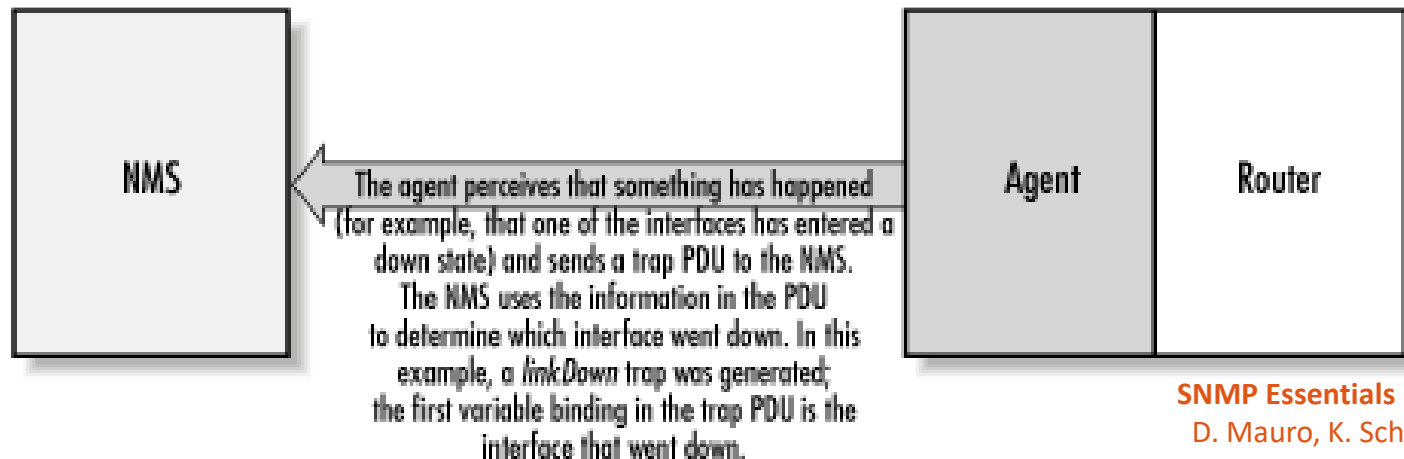 NMS
The agent perceives that something has happened
(for example, that one of the interfaces has entered a
down state) and sends a trap PDU to the NMS.
The NMS uses the information in the PDU
to determine which interface went down. In this
example, a linkDown trap was generated;
the first variable binding in the trap PDU is the
interface that went down.
Agent
Router
SNMP Essentials
D. Mauro, K. Sch